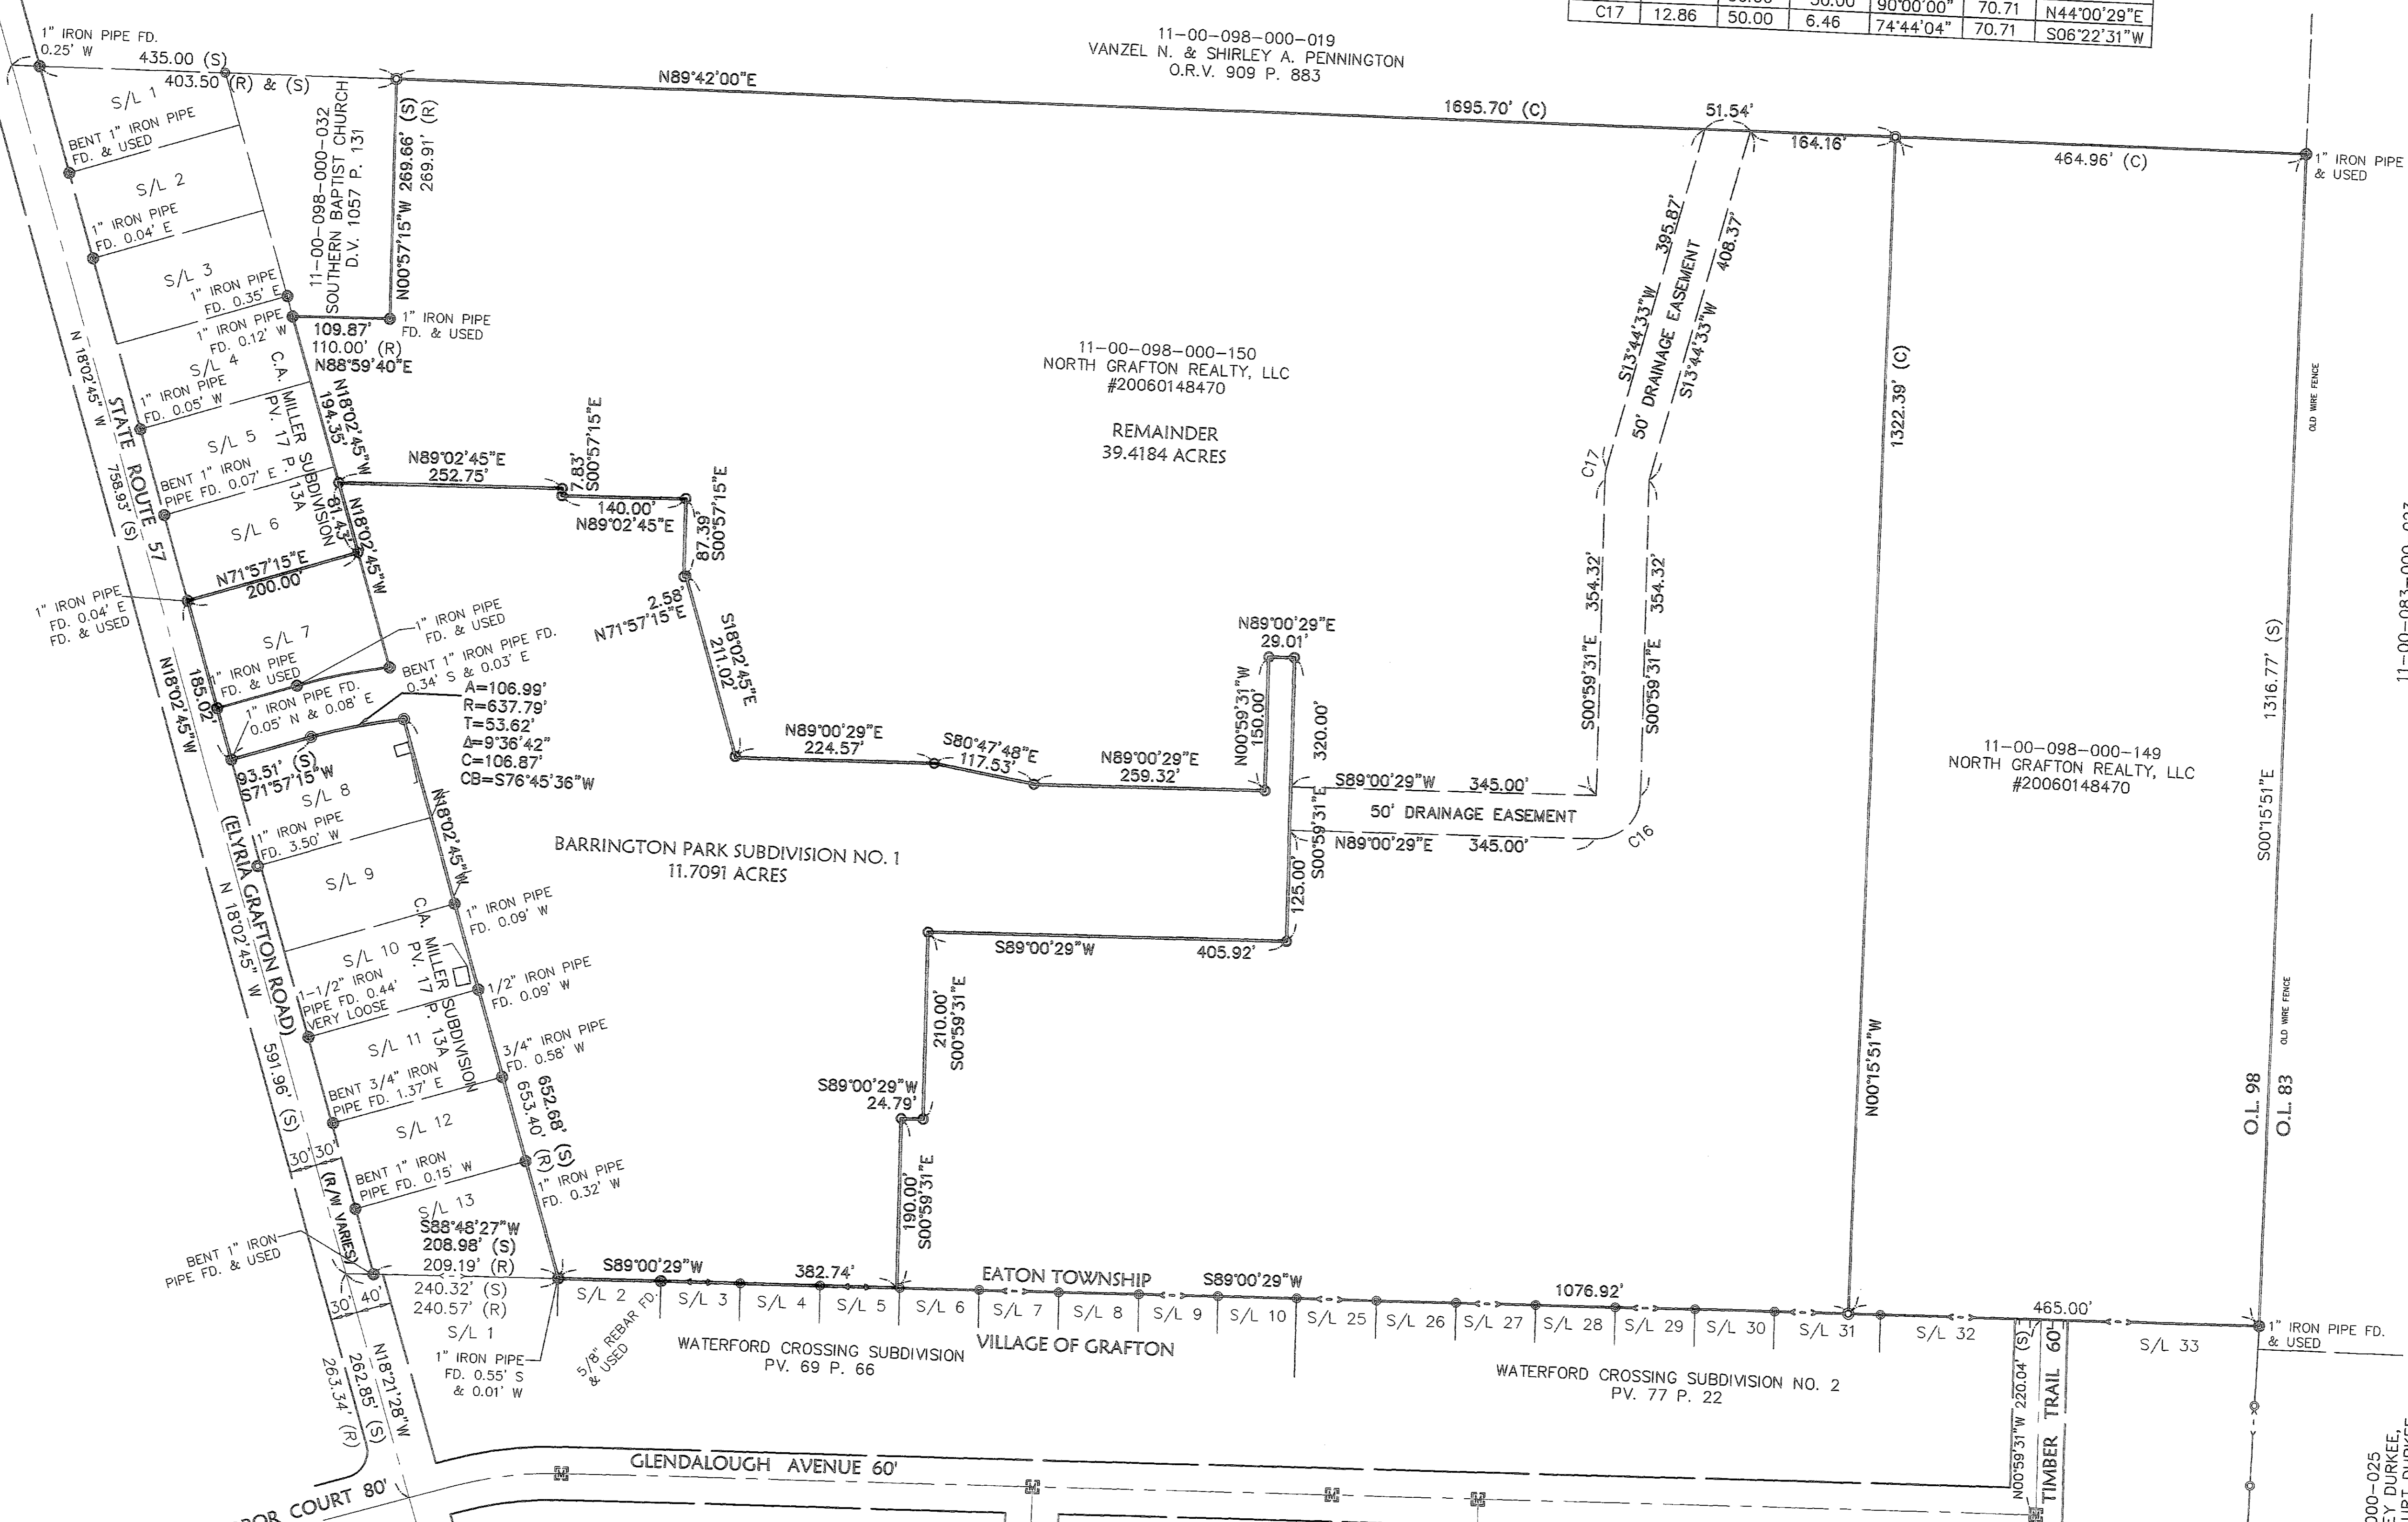 90°00'00" 70.71 N44°00'29"E
C17 12.86 50.00 6.46 74°44'04" 70.71 S06°22'31"W
11-00-098-000-019
VANZEL N. & SHIRLEY A. PENNINGTON
O.R.V. 909 P. 883
1" IRON PIPE FD.
0.25' W
435.00 (S)
403.50 (R) & (S)
N89°42'00"E
1695.70' (C)
51.54'
164.16'
464.96' (C)
1" IRON PIPE
& USED
S/L 1
BENT 1" IRON PIPE
FD. & USED
S/L 2
1" IRON PIPE
FD. 0.04' E
S/L 3
1" IRON PIPE
FD. 0.35' E
1" IRON PIPE
FD. 0.12' W
S/L 4
1" IRON PIPE
FD. 0.05' W
S/L 5
BENT 1" IRON
PIPE FD. 0.07' E
S/L 6
11-00-098-000-032
SOUTHERN BAPTIST CHURCH
D.V. 1057 P. 131
N00°57'15"W 269.66' (S)
269.91' (R)
1" IRON PIPE
FD. & USED
109.87'
110.00' (R)
N88°59'40"E
C.A. MILLER SUBDIVISION
PV. 17 P. 13A
N18°02'45"W
194.35'
N 18°02'45" W
STATE ROUTE 57
758.93' (S)
81.43'
N18°02'45"W
N71°57'15"E
200.00'
1" IRON PIPE
FD. 0.04' E
FD. & USED
S/L 7
1" IRON PIPE
FD. & USED
1" IRON PIPE
FD. & USED
BENT 1" IRON PIPE FD.
0.34' S & 0.03' E
1" IRON PIPE FD.
0.05' N & 0.08' E
185.02'
N18°02'45"W
A=106.99'
R=637.79'
T=53.62'
Δ=9°36'42"
C=106.87'
CB=S76°45'36"W
93.51' (S)
S71°57'15"W
N89°02'45"E
252.75'
7.83'
S00°57'15"E
140.00'
N89°02'45"E
87.39'
S00°57'15"E
2.58'
N71°57'15"E
S18°02'45"E
211.02'
N89°00'29"E
224.57'
S80°47'48"E
117.53'
N89°00'29"E
259.32'
N00°59'31"W
150.00'
N89°00'29"E
29.01'
320.00'
S00°59'31"E
125.00'
11-00-098-000-150
NORTH GRAFTON REALTY, LLC
#20060148470
REMAINDER
39.4184 ACRES
S13°44'33"W 395.87'
50' DRAINAGE EASEMENT
S13°44'33"W 408.37'
C17
S00°59'31"E 354.32'
S00°59'31"E 354.32'
S89°00'29"W 345.00'
50' DRAINAGE EASEMENT
N89°00'29"E 345.00'
C16
1322.39' (C)
N00°15'51"W
OLD WIRE FENCE
11-00-083-000-023
11-00-098-000-149
NORTH GRAFTON REALTY, LLC
#20060148470
S00°15'51"E 1316.77' (S)
OLD WIRE FENCE
O.L. 98
O.L. 83
BARRINGTON PARK SUBDIVISION NO. 1
11.7091 ACRES
S/L 8
1" IRON PIPE
FD. 3.50' W
N18°02'45"W
S/L 9
1" IRON PIPE
FD. 0.09' W
(ELYRIA GRAFTON ROAD)
N 18°02'45" W
591.96' (S)
C.A. MILLER SUBDIVISION
PV. 17 P. 13A
S/L 10
1-1/2" IRON
PIPE FD. 0.44'
VERY LOOSE
1/2" IRON PIPE
FD. 0.09' W
S/L 11
BENT 3/4" IRON
PIPE FD. 1.37' E
3/4" IRON PIPE
FD. 0.58' W
S/L 12
BENT 1" IRON
PIPE FD. 0.15' W
652.68' (S)
653.40' (R)
1" IRON PIPE
FD. 0.32' W
30' 30'
(R/W VARIES)
S/L 13
S88°48'27"W
208.98' (S)
209.19' (R)
240.32' (S)
240.57' (R)
BENT 1" IRON
PIPE FD. & USED
30' 40'
S/L 1
1" IRON PIPE
FD. 0.55' S
& 0.01' W
N18°21'28"W
262.85' (S)
263.34' (R)
S89°00'29"W
405.92'
210.00'
S00°59'31"E
S89°00'29"W
24.79'
190.00'
S00°59'31"E
S89°00'29"W 382.74'
EATON TOWNSHIP
S89°00'29"W
1076.92'
465.00'
S/L 2 S/L 3 S/L 4 S/L 5 S/L 6 S/L 7 S/L 8 S/L 9 S/L 10 S/L 25 S/L 26 S/L 27 S/L 28 S/L 29 S/L 30 S/L 31 S/L 32 S/L 33
1" IRON PIPE FD.
& USED
5/8" REBAR FD.
& USED
WATERFORD CROSSING SUBDIVISION
PV. 69 P. 66
VILLAGE OF GRAFTON
WATERFORD CROSSING SUBDIVISION NO. 2
PV. 77 P. 22
N00°59'31"W 220.04' (S)
TIMBER TRAIL 60'
GLENDALOUGH AVENUE 60'
COURT 80'
000-025
EY DURKEE,